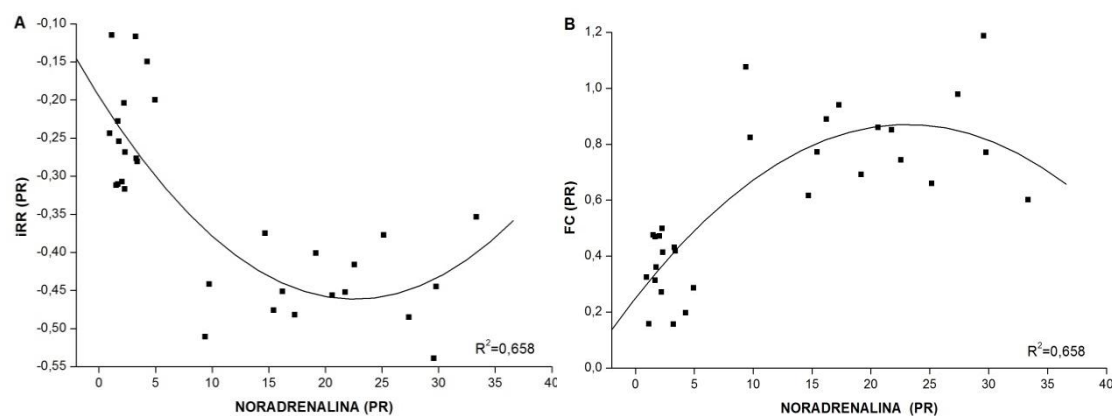 A
-0,10
-0,15
-0,20
-0,25
-0,30
-0,35
-0,40
-0,45
-0,50
-0,55
iRR (PR)
0 5 10 15 20 25 30 35 40
NORADRENALINA (PR)
R²=0,658
B
1,2
1,0
0,8
0,6
0,4
0,2
0,0
FC (PR)
0 5 10 15 20 25 30 35 40
NORADRENALINA (PR)
R²=0,658